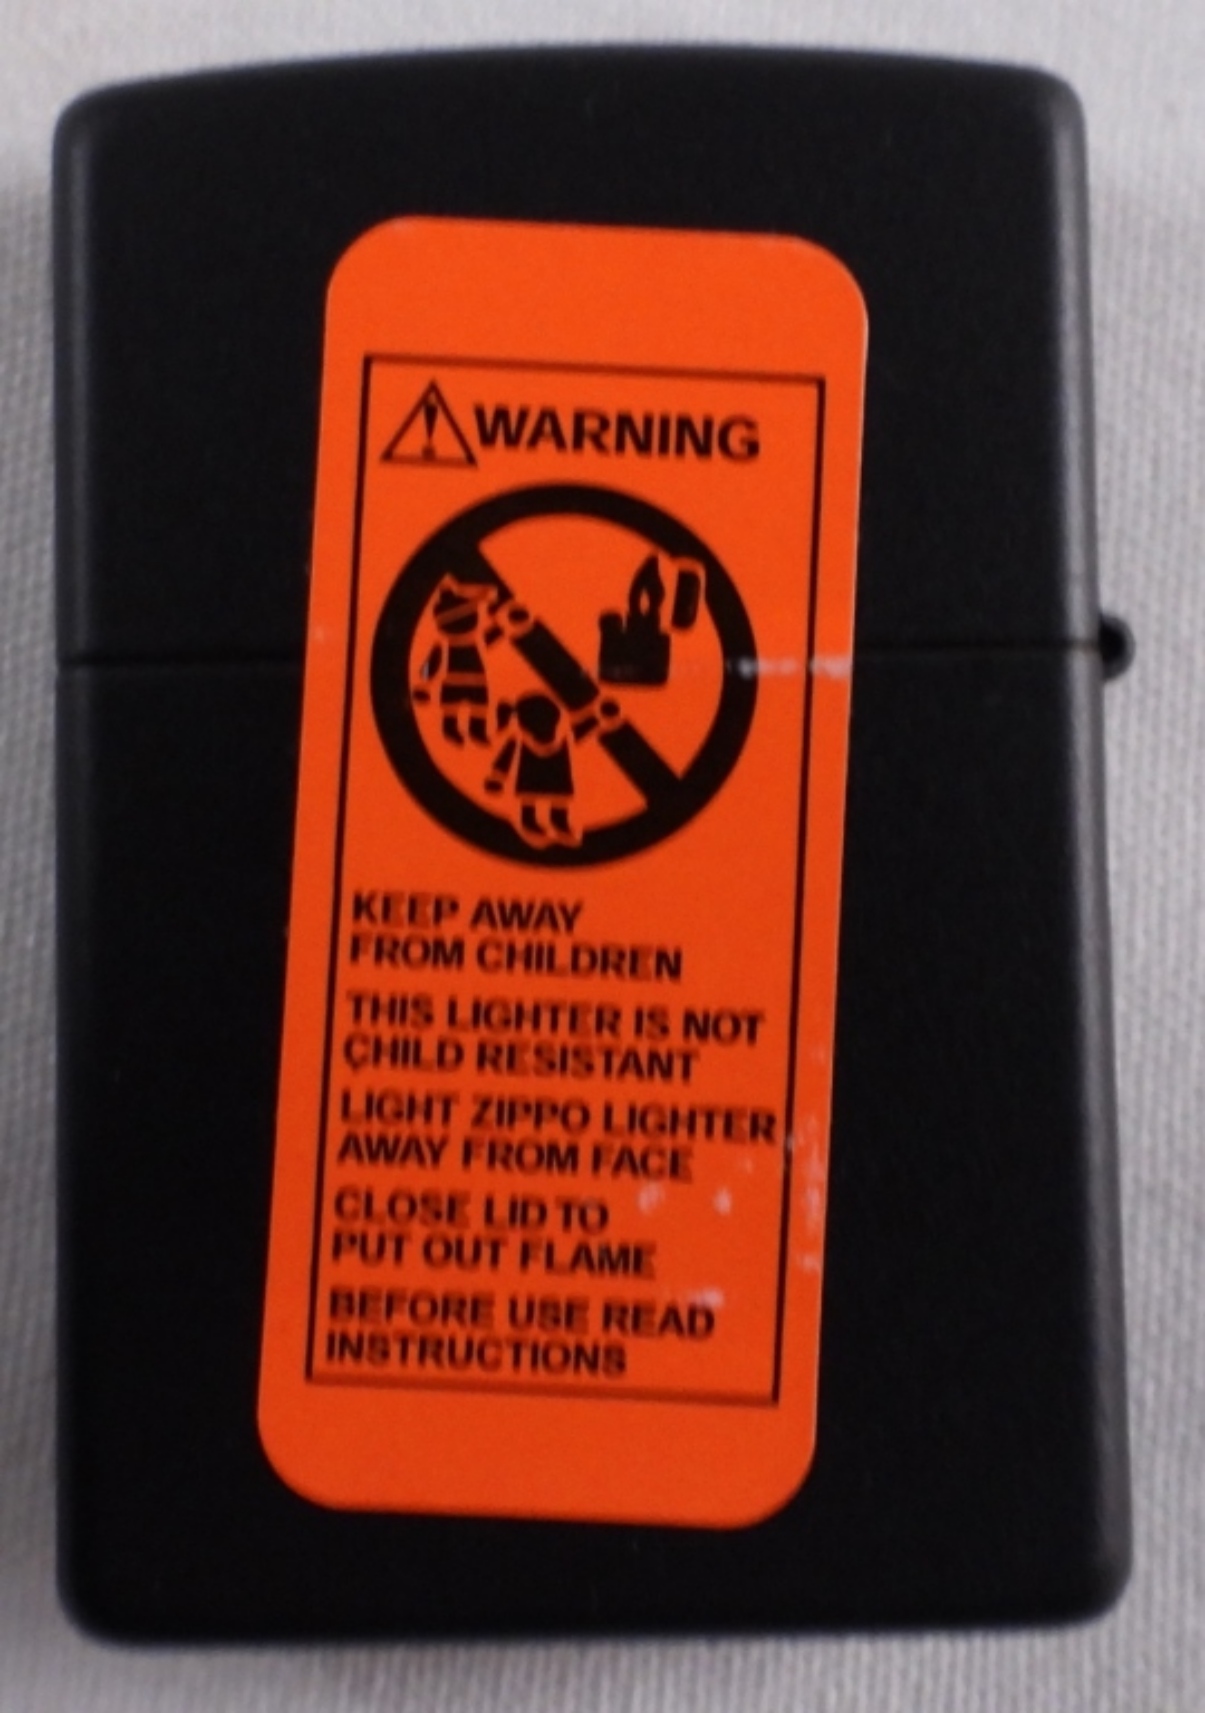 WARNING
KEEP AWAY
FROM CHILDREN
THIS LIGHTER IS NOT
CHILD RESISTANT
LIGHT ZIPPO LIGHTER
AWAY FROM FACE
CLOSE LID TO
PUT OUT FLAME
BEFORE USE READ
INSTRUCTIONS